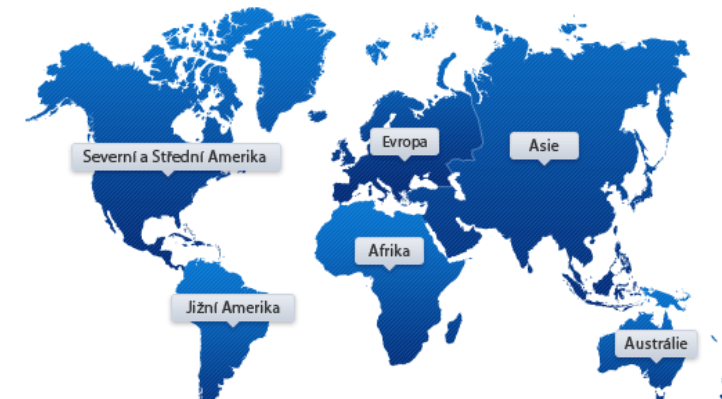 Evropa
Asie
Severní a Střední Amerika
Afrika
Jižní Amerika
Austrálie